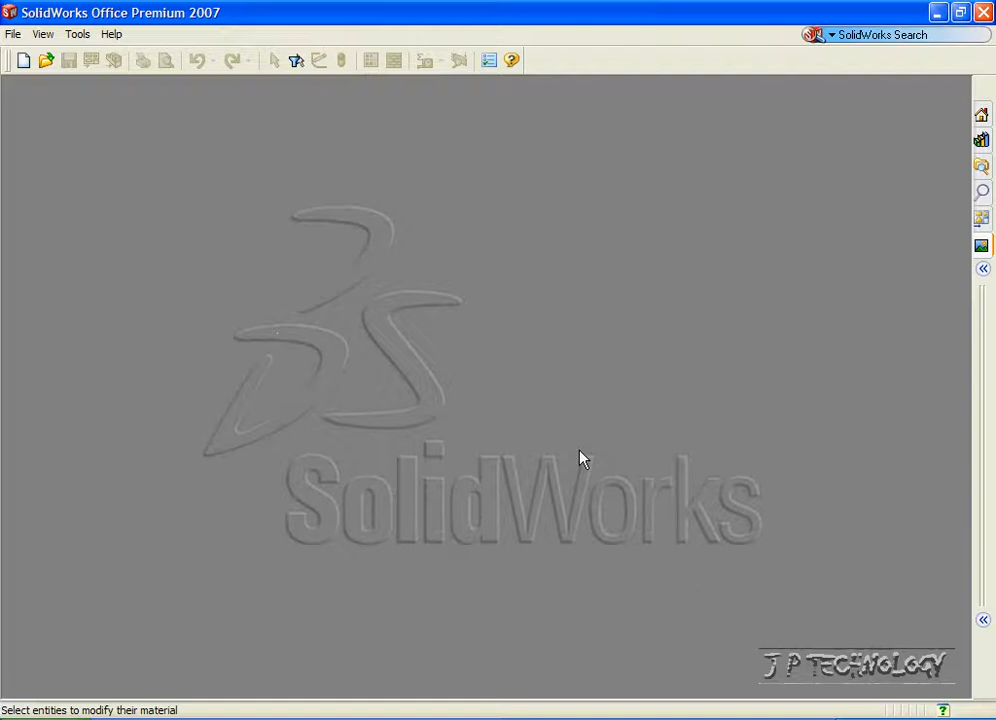 SolidWorks Office Premium 2007
File View Tools Help
SolidWorks Search
SolidWorks
J P TECHNOLOGY
Select entities to modify their material